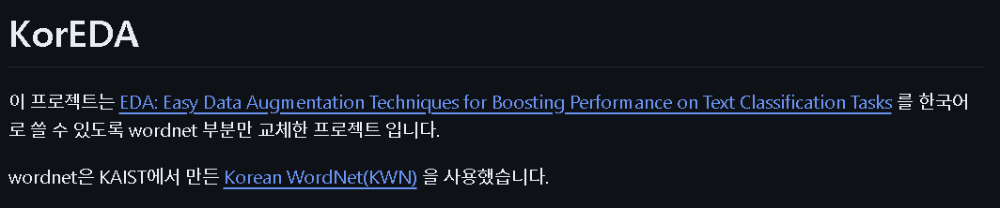 KorEDA
이 프로젝트는 EDA: Easy Data Augmentation Techniques for Boosting Performance on Text Classification Tasks 를 한국어
로 쓸 수 있도록 wordnet 부분만 교체한 프로젝트 입니다.
wordnet은 KAIST에서 만든 Korean WordNet(KWN) 을 사용했습니다.